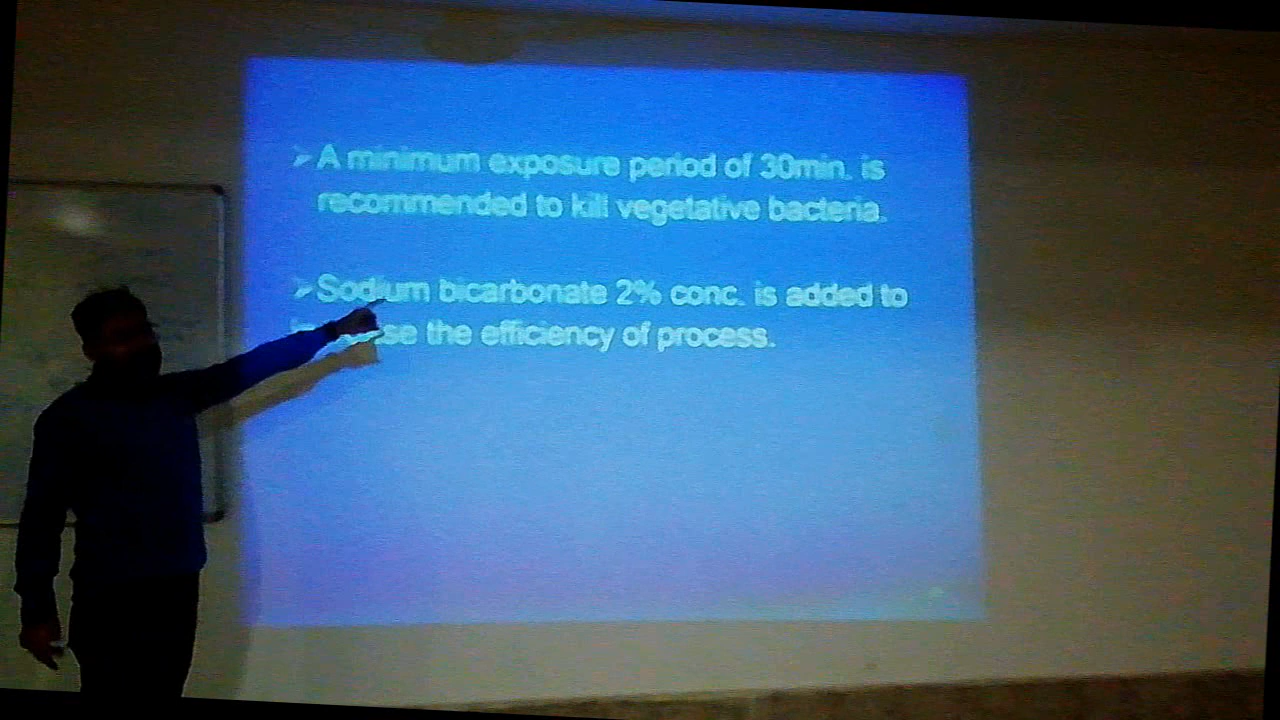 ➢A minimum exposure period of 30min. is
recommended to kill vegetative bacteria.
➢Sodium bicarbonate 2% conc. is added to
the efficiency of process.